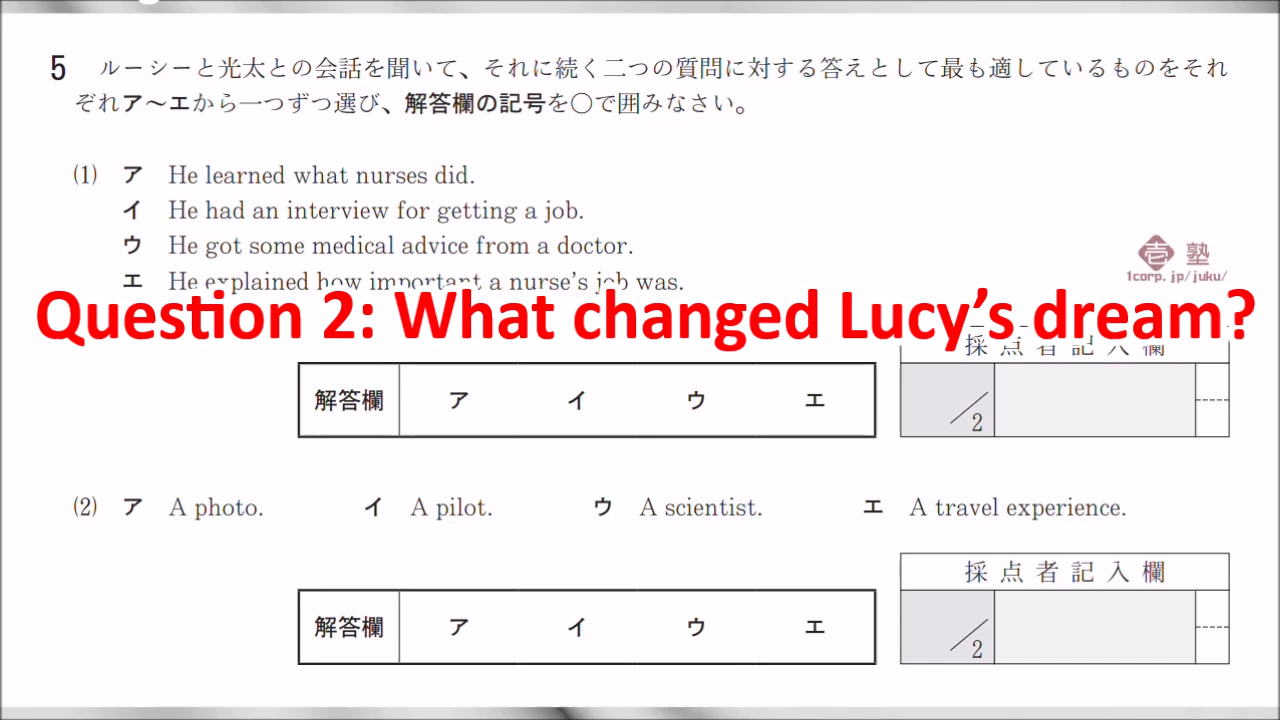 5 ルーシーと光太との会話を聞いて、それに続く二つの質問に対する答えとして最も適しているものをそれ
ぞれア〜エから一つずつ選び、解答欄の記号を○で囲みなさい。
(1) ア He learned what nurses did.
イ He had an interview for getting a job.
ウ He got some medical advice from a doctor.
エ He explained how important a nurse's job was.
壱 塾
1corp. jp/juku/
Question 2: What changed Lucy's dream?
採点者記入欄
解答欄 ア イ ウ エ
/2
(2) ア A photo. イ A pilot. ウ A scientist. エ A travel experience.
採点者記入欄
解答欄 ア イ ウ エ
/2